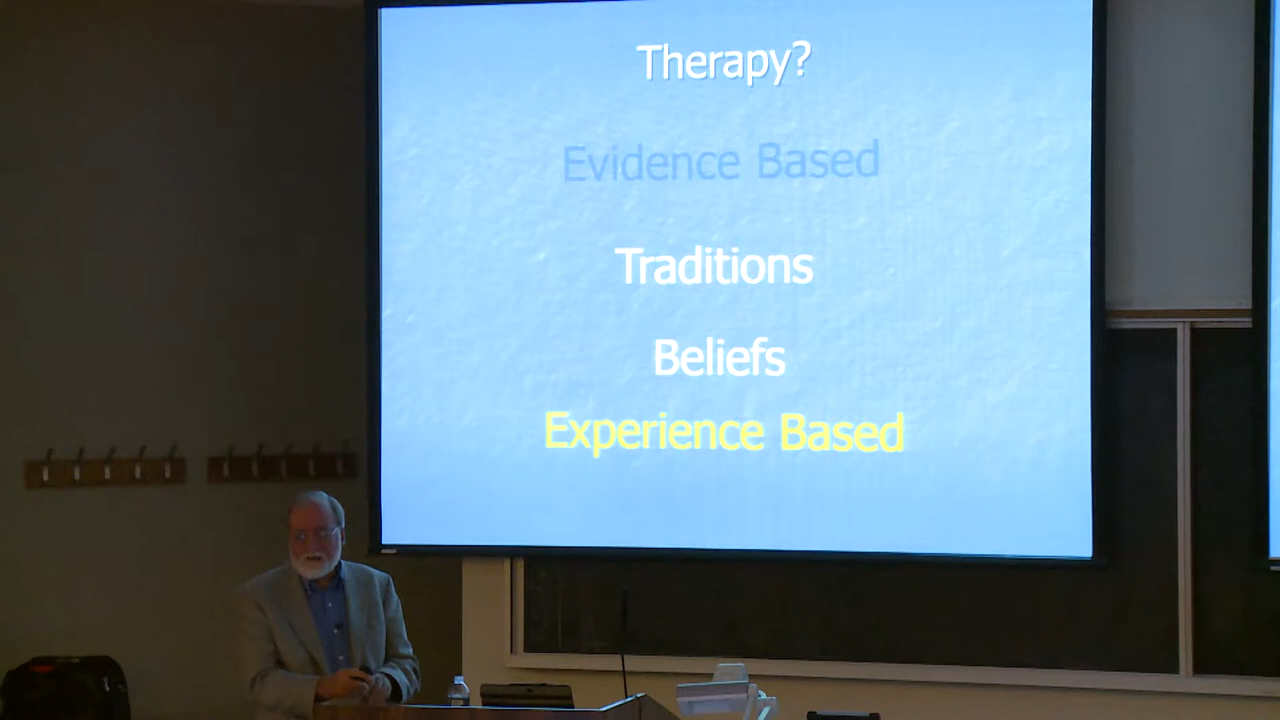 Therapy?
Evidence Based
Traditions
Beliefs
Experience Based